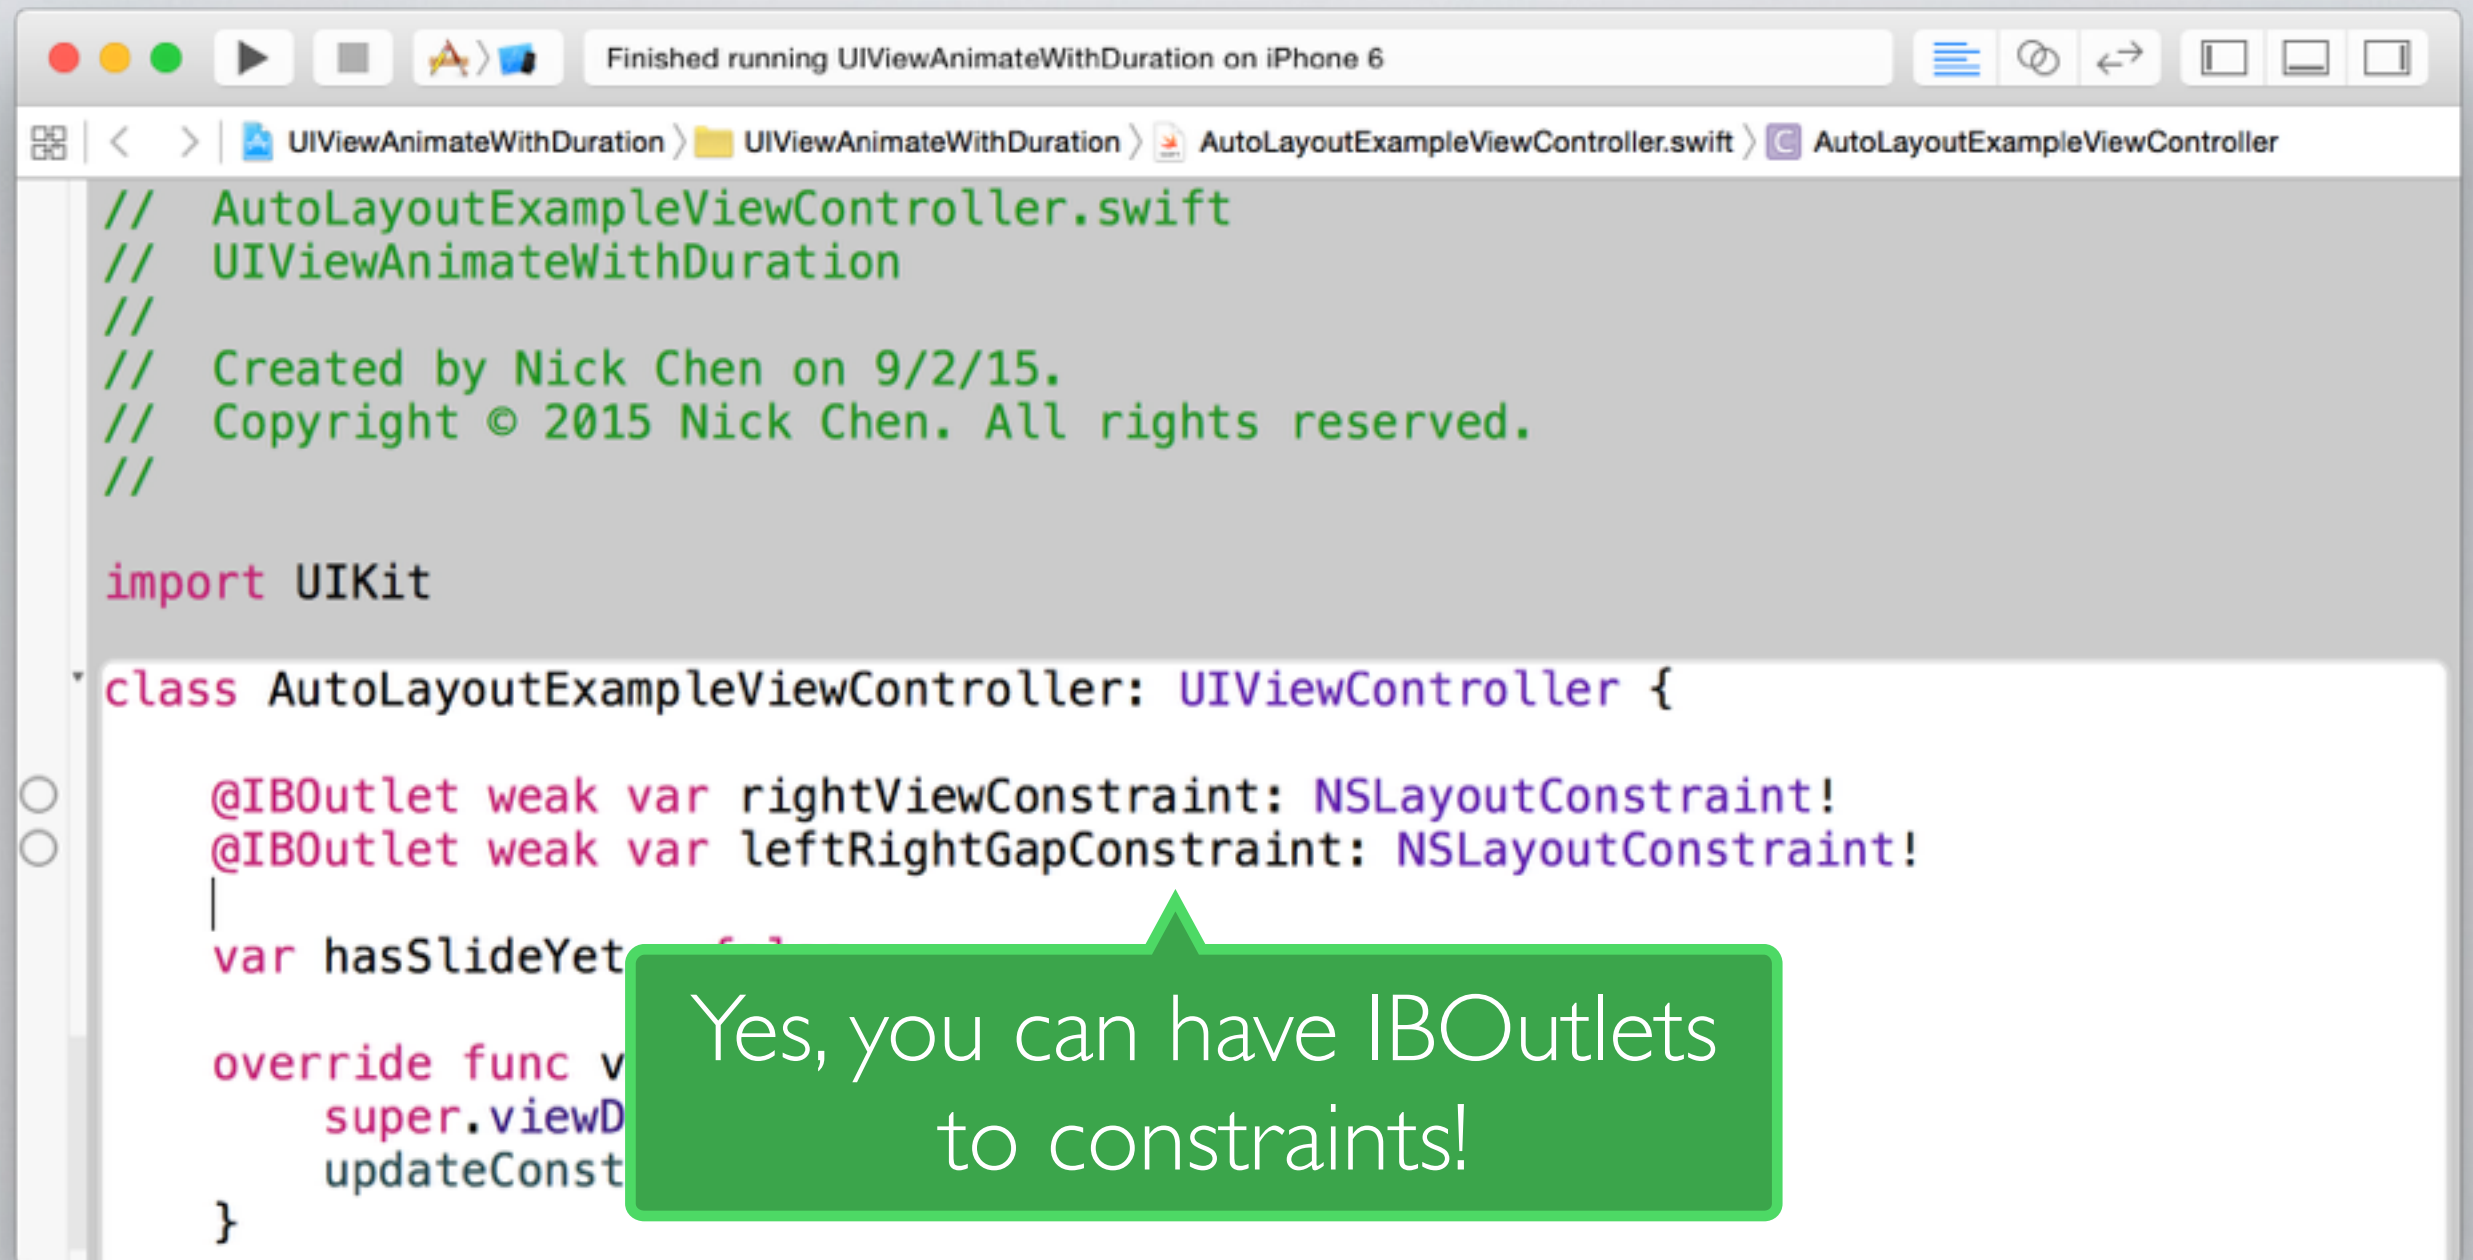 Finished running UIViewAnimateWithDuration on iPhone 6
UIViewAnimateWithDuration UIViewAnimateWithDuration AutoLayoutExampleViewController.swift C AutoLayoutExampleViewController
//  AutoLayoutExampleViewController.swift
//  UIViewAnimateWithDuration
//
//  Created by Nick Chen on 9/2/15.
//  Copyright © 2015 Nick Chen. All rights reserved.
//
import UIKit
class AutoLayoutExampleViewController: UIViewController {
@IBOutlet weak var rightViewConstraint: NSLayoutConstraint!
@IBOutlet weak var leftRightGapConstraint: NSLayoutConstraint!
var hasSlideYet
override func v
super.viewD
updateConst
}
Yes, you can have IBOutlets
to constraints!